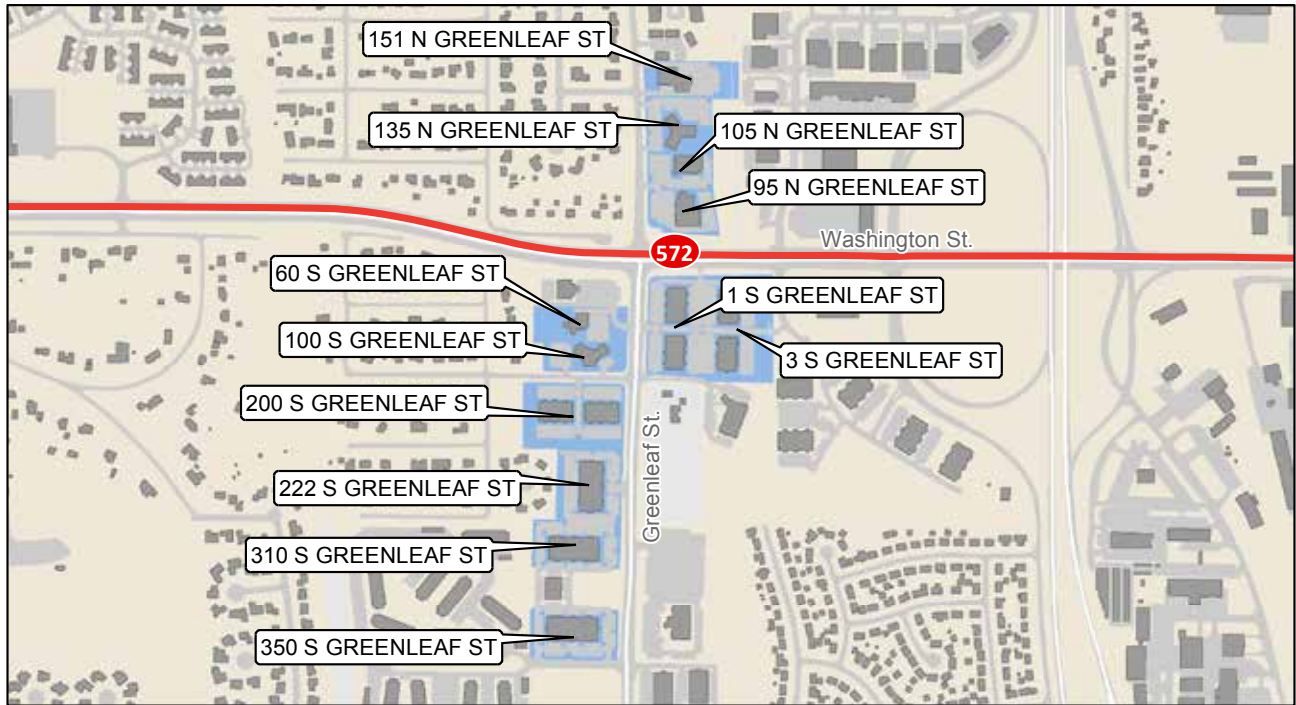 151 N GREENLEAF ST
135 N GREENLEAF ST
105 N GREENLEAF ST
95 N GREENLEAF ST
Washington St.
572
60 S GREENLEAF ST
1 S GREENLEAF ST
100 S GREENLEAF ST
3 S GREENLEAF ST
200 S GREENLEAF ST
Greenleaf St.
222 S GREENLEAF ST
310 S GREENLEAF ST
350 S GREENLEAF ST